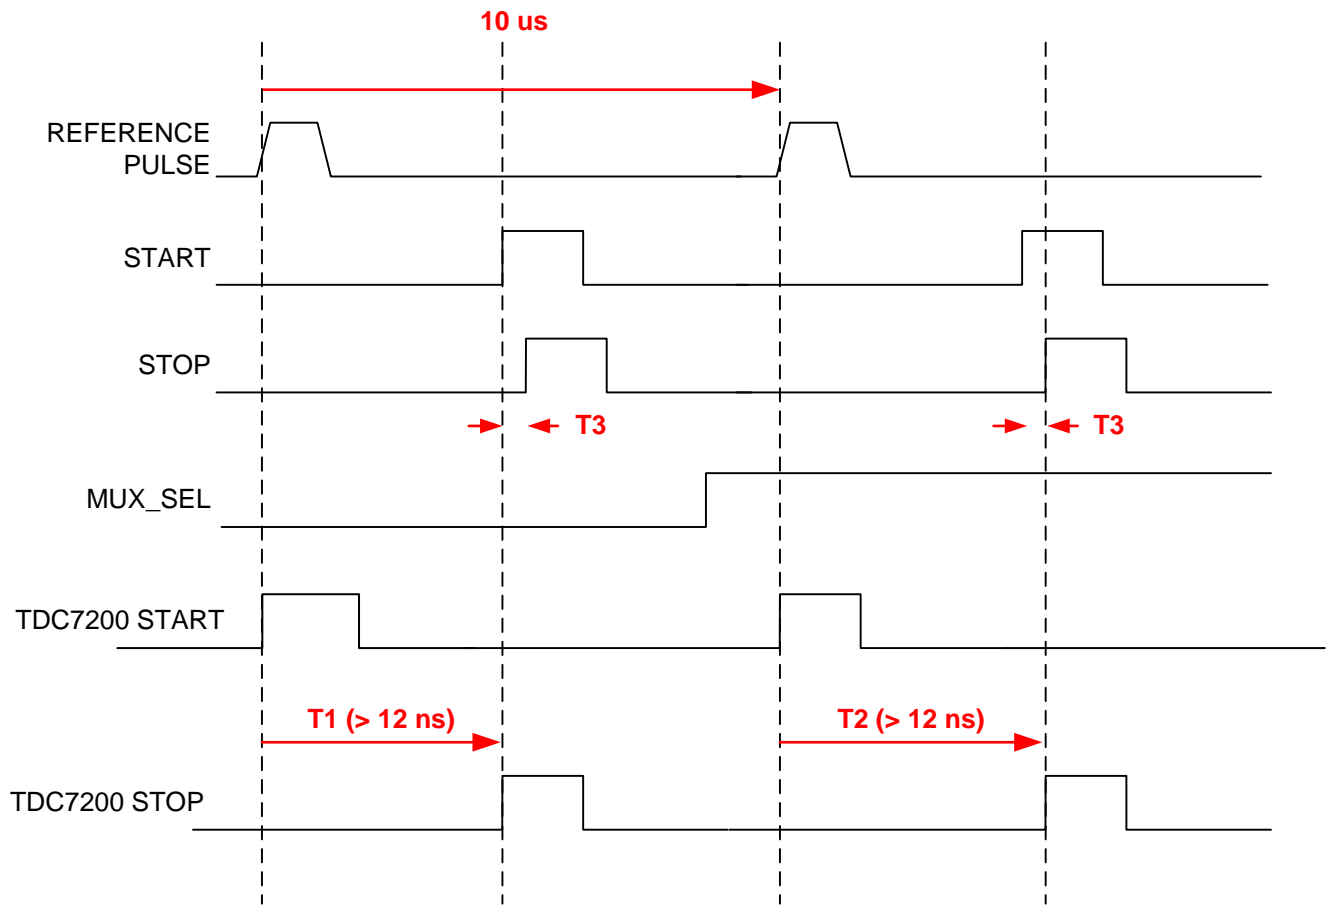 10 us
REFERENCE
PULSE
START
STOP
T3
T3
MUX_SEL
TDC7200 START
T1 (> 12 ns)
T2 (> 12 ns)
TDC7200 STOP